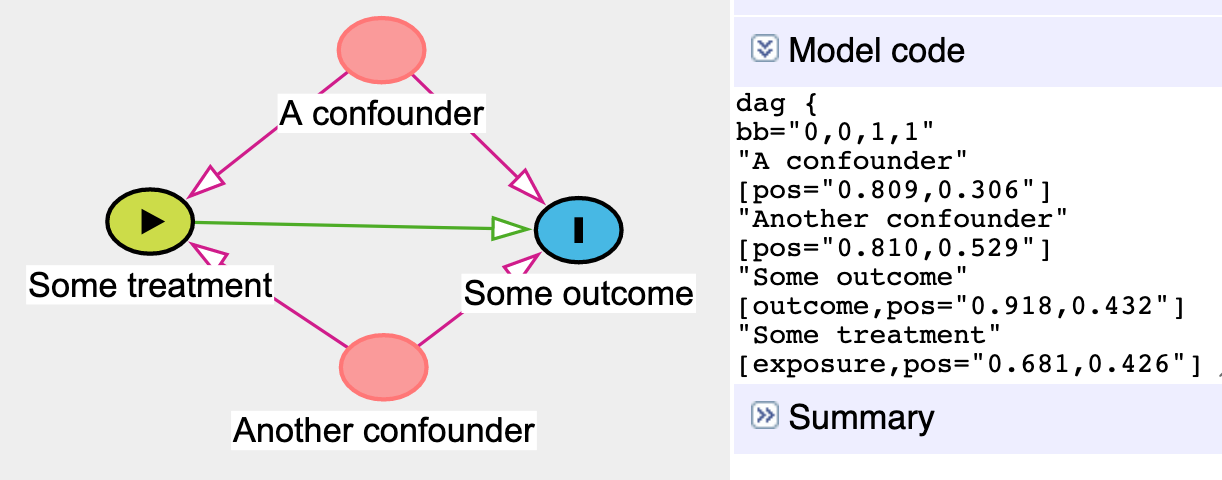 A confounder
Some treatment
Some outcome
Another confounder
Model code
dag {
bb="0,0,1,1"
"A confounder"
[pos="0.809,0.306"]
"Another confounder"
[pos="0.810,0.529"]
"Some outcome"
[outcome,pos="0.918,0.432"]
"Some treatment"
[exposure,pos="0.681,0.426"]
Summary